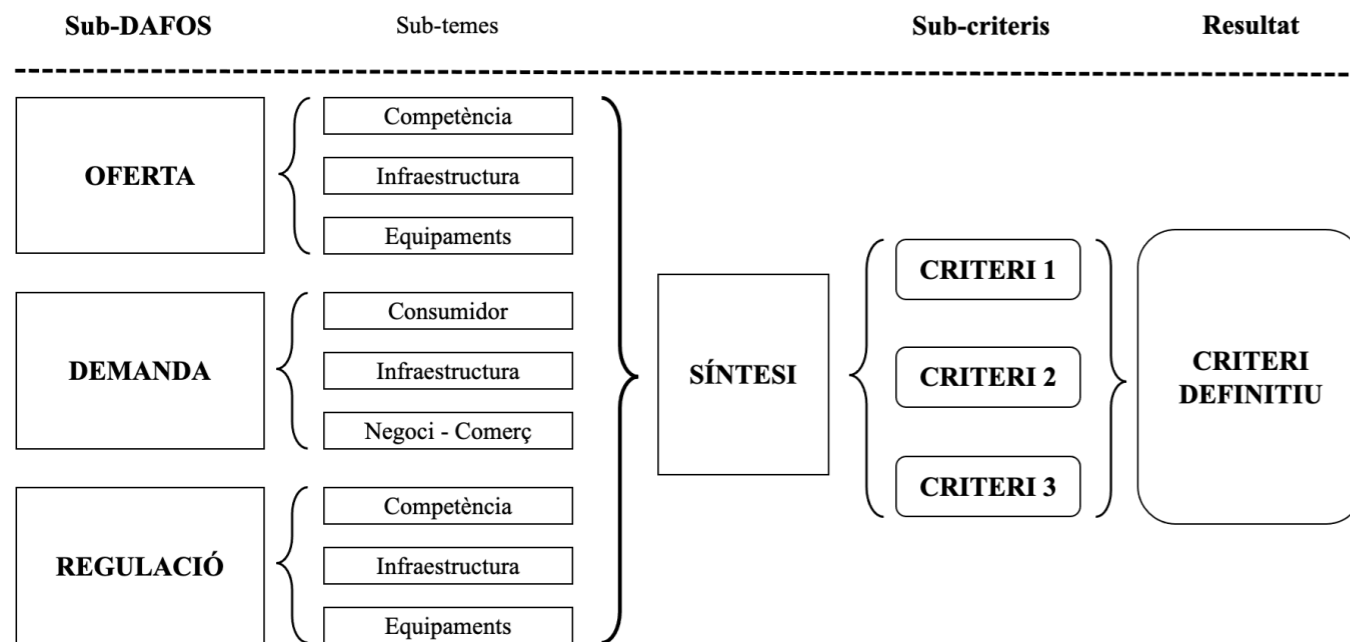 Sub-DAFOS
Sub-temes
Sub-criteris
Resultat
OFERTA
Competència
Infraestructura
Equipaments
DEMANDA
Consumidor
Infraestructura
Negoci - Comerç
REGULACIÓ
Competència
Infraestructura
Equipaments
SÍNTESI
CRITERI 1
CRITERI 2
CRITERI 3
CRITERI
DEFINITIU